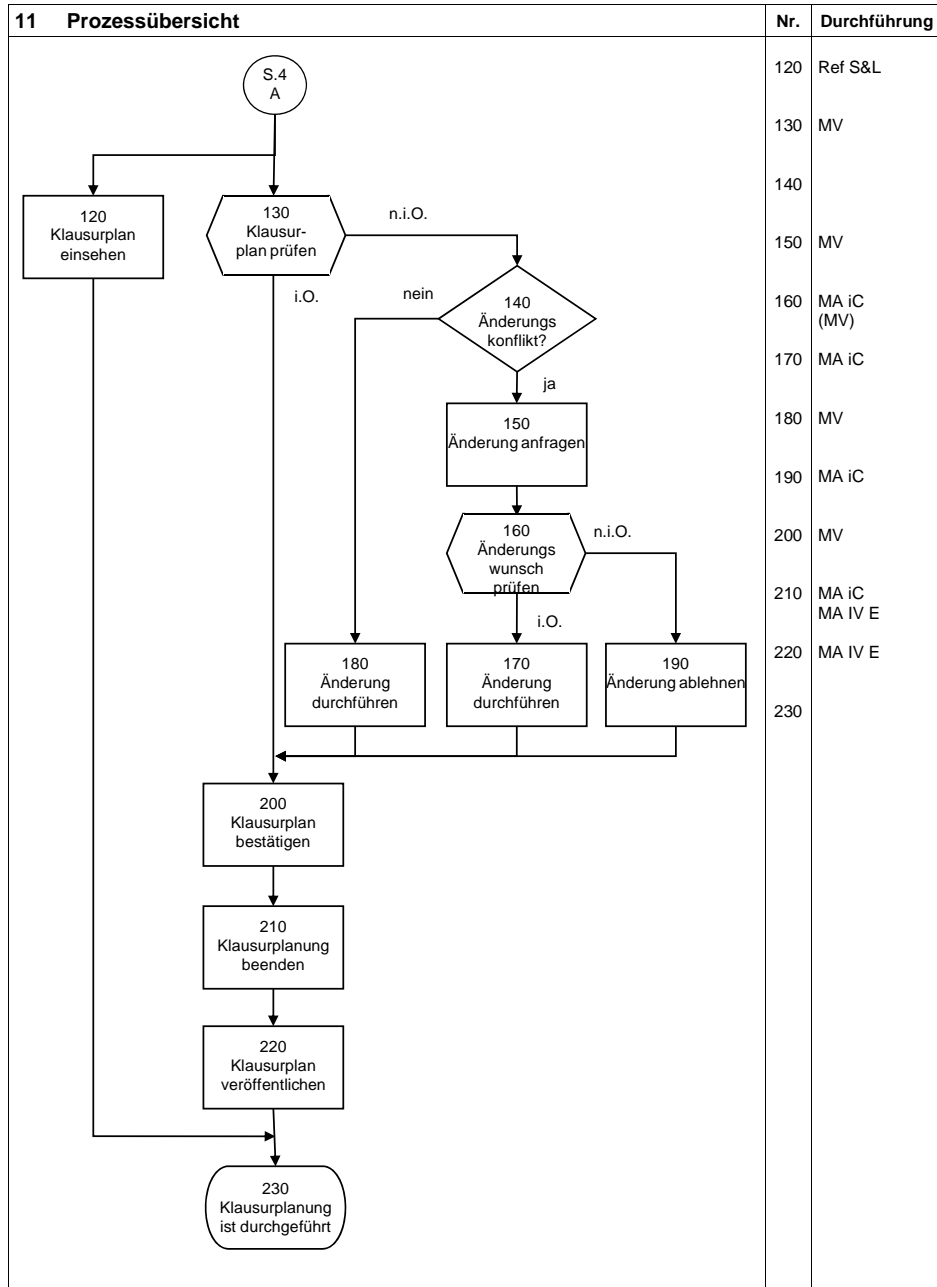 11 Prozessübersicht Nr. Durchführung
S.4
A
120 Ref S&L
130 MV
140
150 MV
160 MA iC
(MV)
170 MA iC
180 MV
190 MA iC
200 MV
210 MA iC
MA IV E
220 MA IV E
230
120
Klausurplan
einsehen
130
Klausur-
plan prüfen
n.i.O.
i.O.
nein
140
Änderungs
konflikt?
ja
150
Änderung anfragen
160
Änderungs
wunsch
prüfen
n.i.O.
i.O.
180
Änderung
durchführen
170
Änderung
durchführen
190
Änderung ablehnen
200
Klausurplan
bestätigen
210
Klausurplanung
beenden
220
Klausurplan
veröffentlichen
230
Klausurplanung
ist durchgeführt